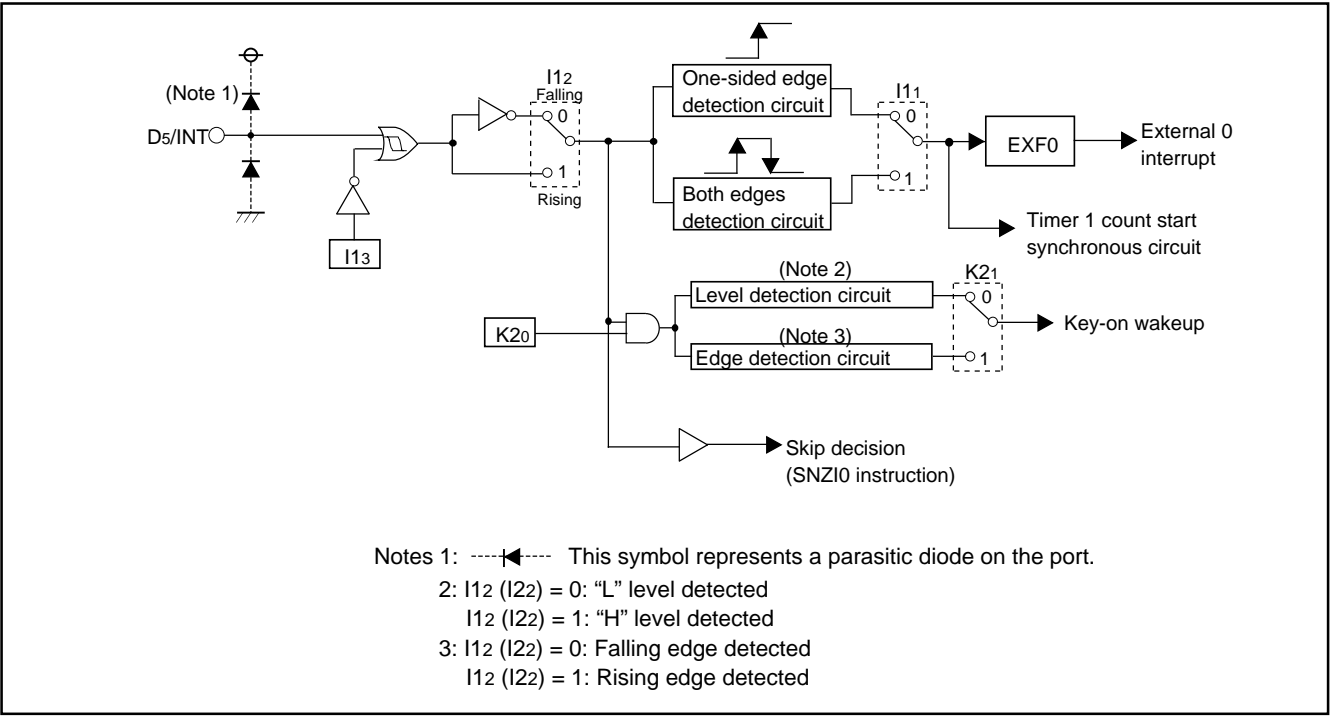 (Note 1)
D5/INT
I13
I12
Falling
0
1
Rising
One-sided edge
detection circuit
Both edges
detection circuit
I11
0
1
EXF0
External 0
interrupt
Timer 1 count start
synchronous circuit
K20
(Note 2)
Level detection circuit
(Note 3)
Edge detection circuit
K21
0
1
Key-on wakeup
Skip decision
(SNZI0 instruction)
Notes 1: This symbol represents a parasitic diode on the port.
2: I12 (I22) = 0: “L” level detected
I12 (I22) = 1: “H” level detected
3: I12 (I22) = 0: Falling edge detected
I12 (I22) = 1: Rising edge detected